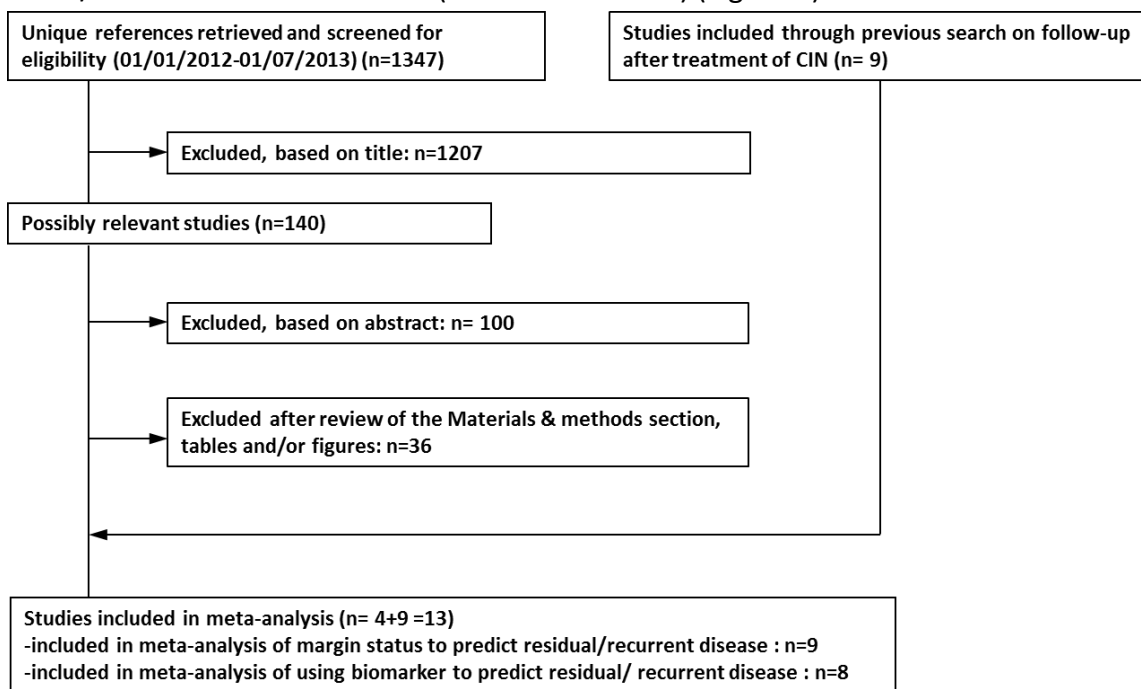 Unique references retrieved and screened for
eligibility (01/01/2012-01/07/2013) (n=1347)
Studies included through previous search on follow-up
after treatment of CIN (n= 9)
Excluded, based on title: n=1207
Possibly relevant studies (n=140)
Excluded, based on abstract: n= 100
Excluded after review of the Materials & methods section,
tables and/or figures: n=36
Studies included in meta-analysis (n= 4+9 =13)
-included in meta-analysis of margin status to predict residual/recurrent disease : n=9
-included in meta-analysis of using biomarker to predict residual/ recurrent disease : n=8